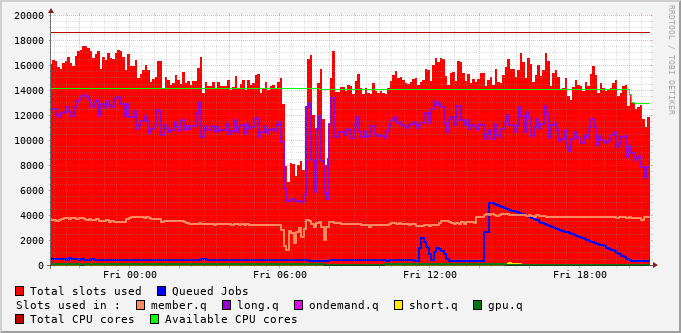 20000
18000
16000
14000
12000
10000
8000
6000
4000
2000
0
Fri 00:00 Fri 06:00 Fri 12:00 Fri 18:00
Total slots used Queued Jobs
Slots used in : member.q long.q ondemand.q short.q gpu.q
Total CPU cores Available CPU cores
RRDTOOL / TOBI OETIKER